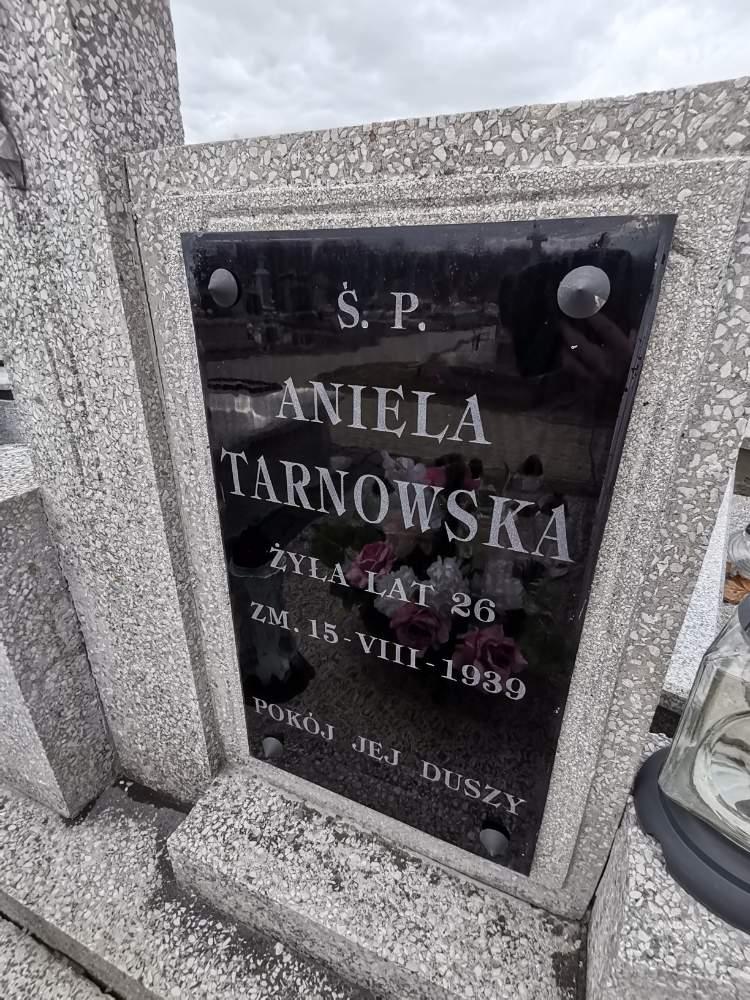 Ś. P.
ANIELA
TARNOWSKA
ŻYŁA LAT 26
ZM. 15-VIII-1939
POKÓJ JEJ DUSZY